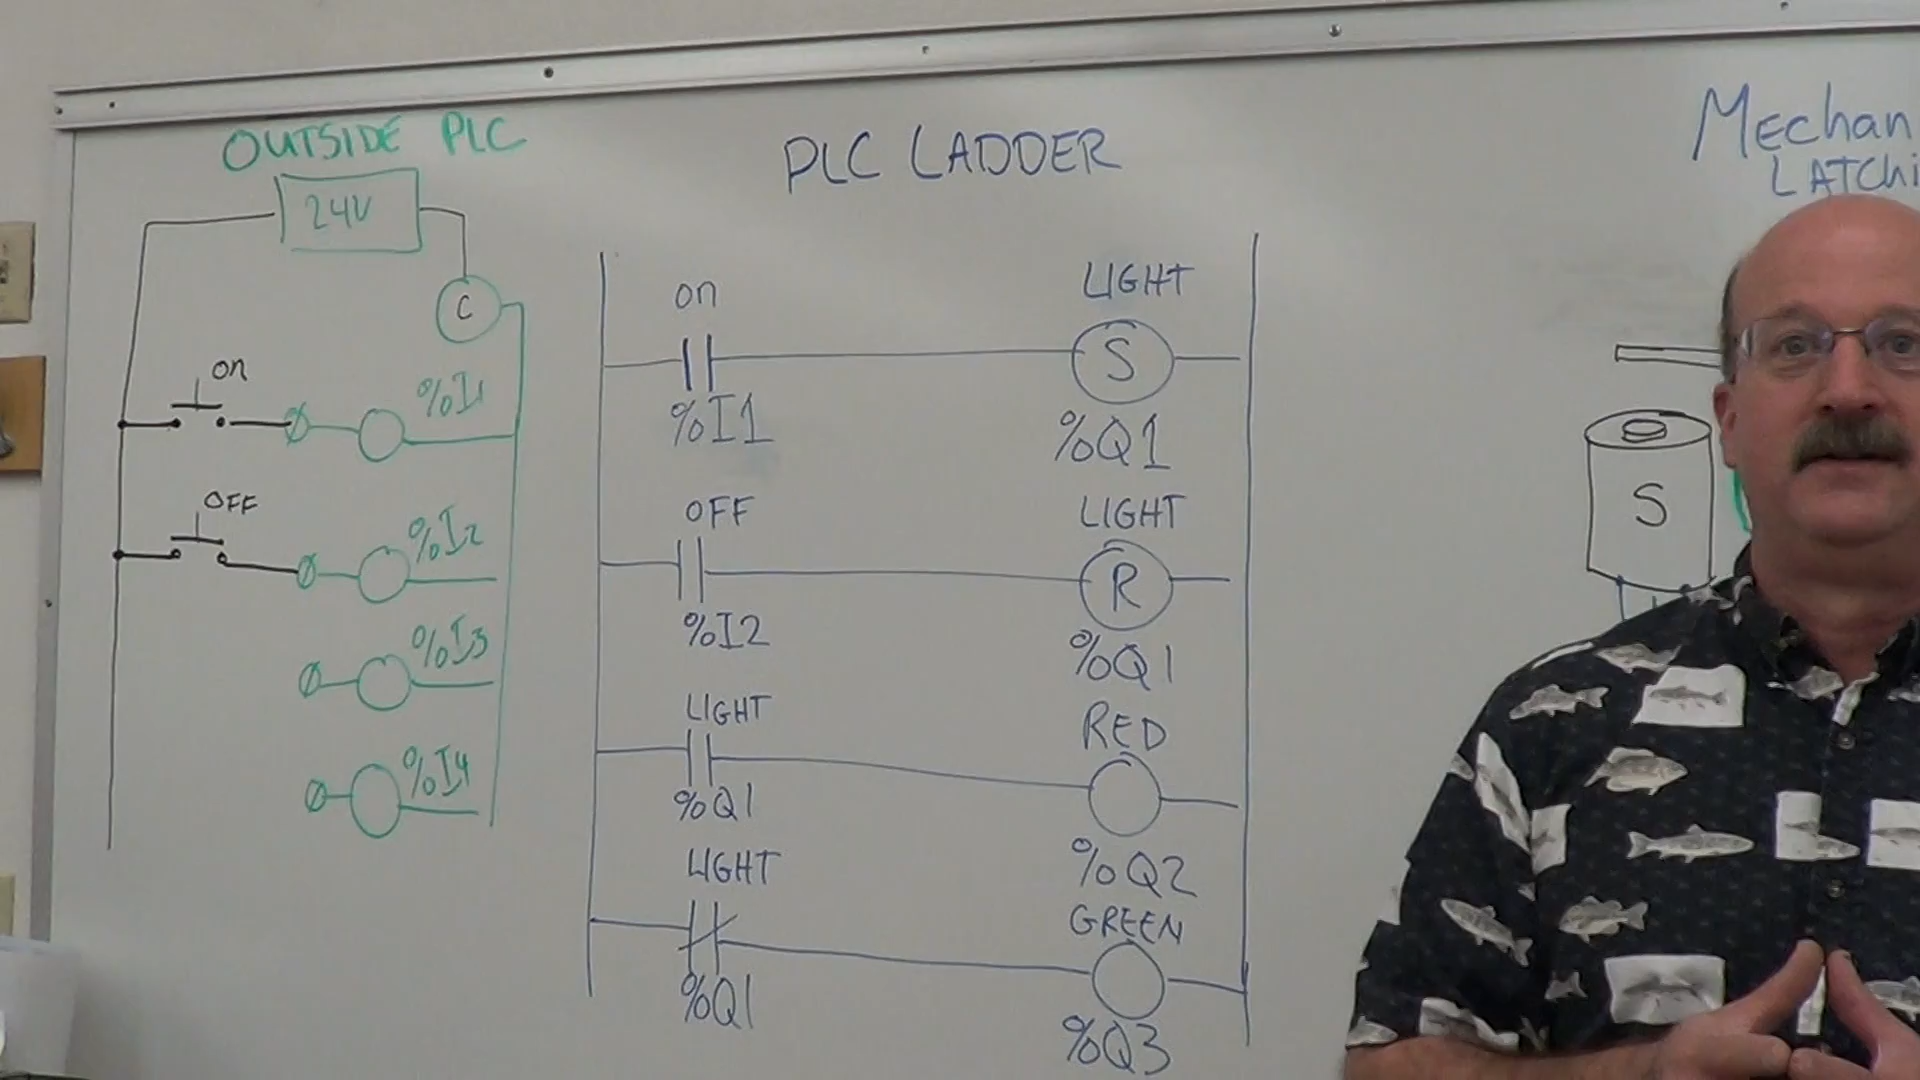 OUTSIDE PLC
24V
C
on
%I1
OFF
%I2
%I3
%I4
PLC LADDER
on
LIGHT
S
%I1
%Q1
OFF
LIGHT
R
%I2
%Q1
LIGHT
RED
%Q1
%Q2
LIGHT
GREEN
%Q1
%Q3
Mechan
LATChi
S